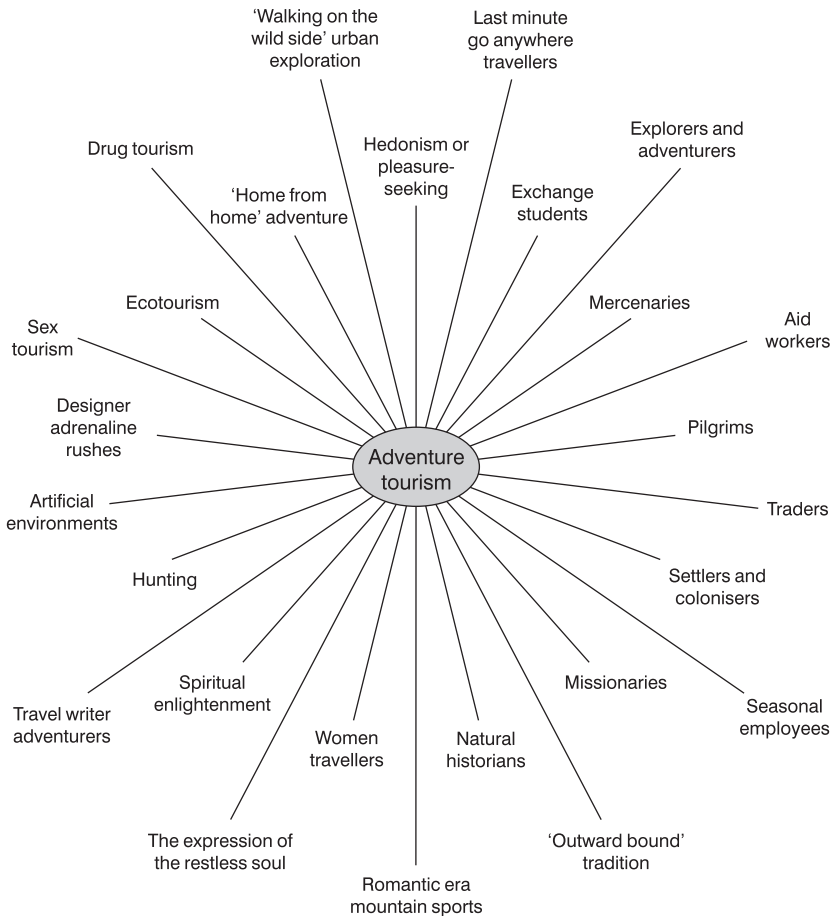 ‘Walking on the
wild side’ urban
exploration
Last minute
go anywhere
travellers
Explorers and
adventurers
Hedonism or
pleasure-
seeking
Drug tourism
‘Home from
home’ adventure
Exchange
students
Ecotourism
Mercenaries
Sex
tourism
Aid
workers
Designer
adrenaline
rushes
Pilgrims
Adventure
tourism
Artificial
environments
Traders
Hunting
Settlers and
colonisers
Travel writer
adventurers
Spiritual
enlightenment
Missionaries
Seasonal
employees
Women
travellers
Natural
historians
The expression of
the restless soul
‘Outward bound’
tradition
Romantic era
mountain sports